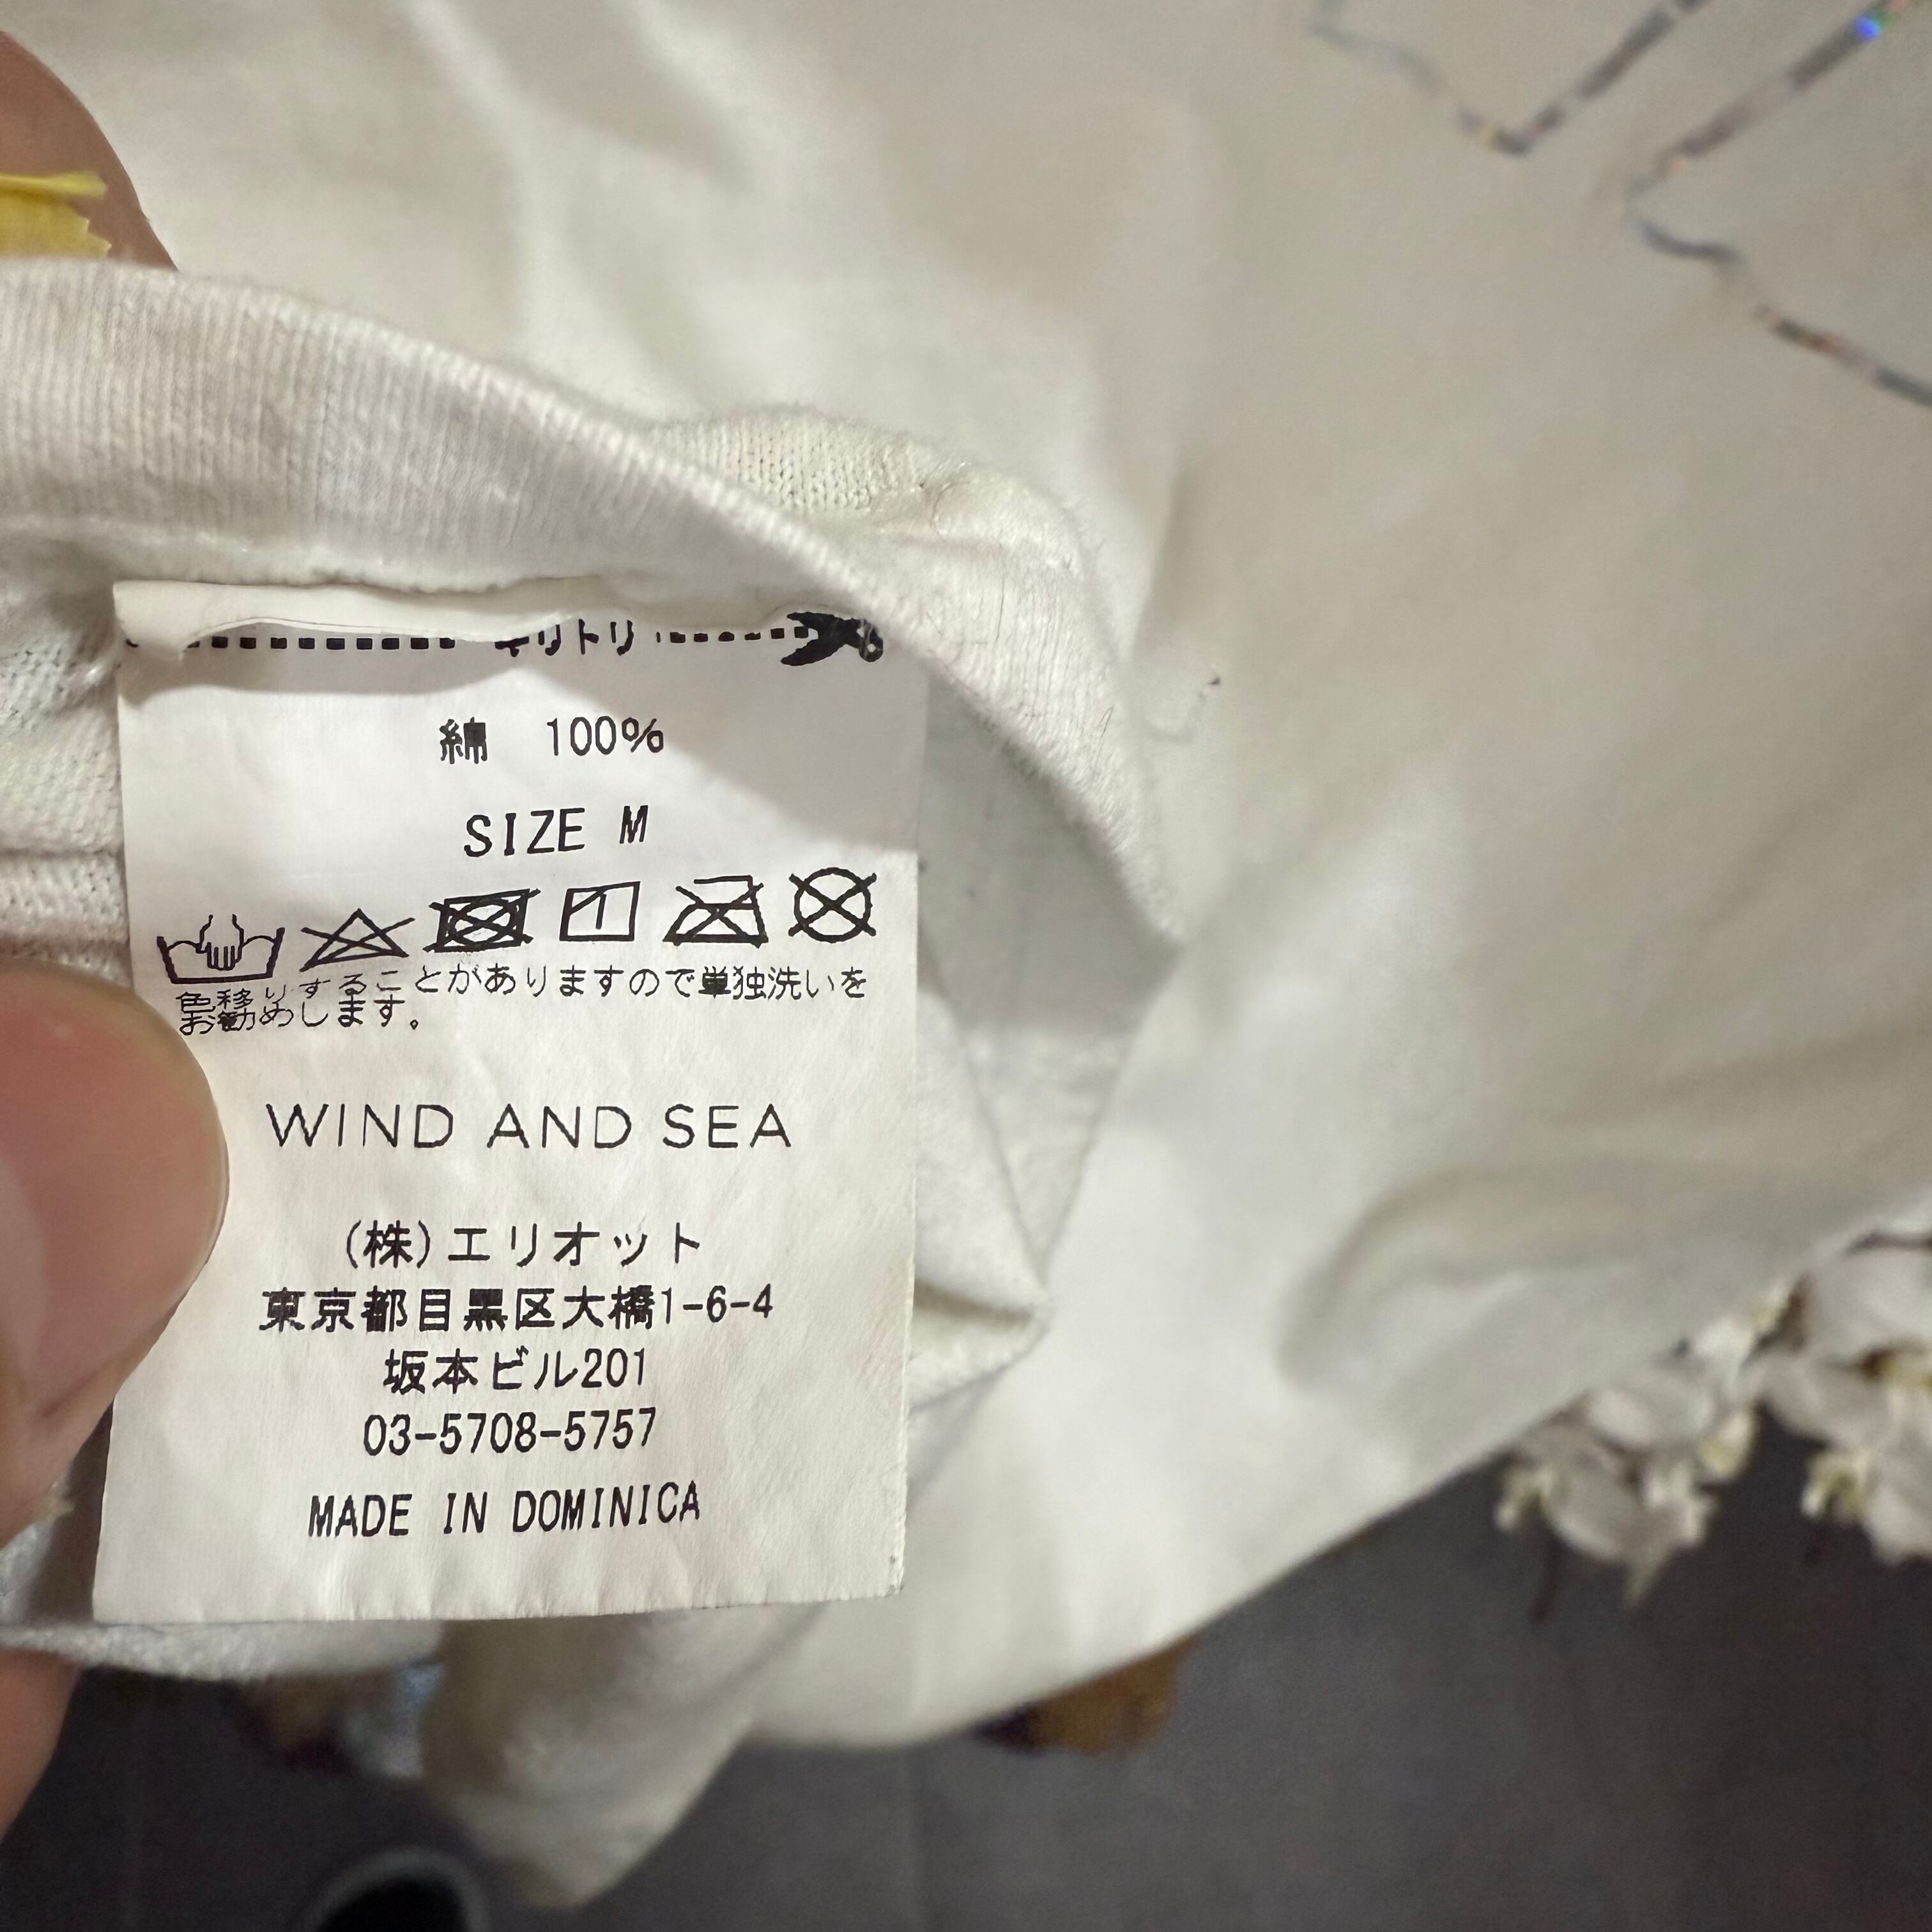 キリトリ
綿 100%
SIZE M
色移りすることがありますので単独洗いを
お勧めします。
WIND AND SEA
(株)エリオット
東京都目黒区大橋1-6-4
坂本ビル201
03-5708-5757
MADE IN DOMINICA